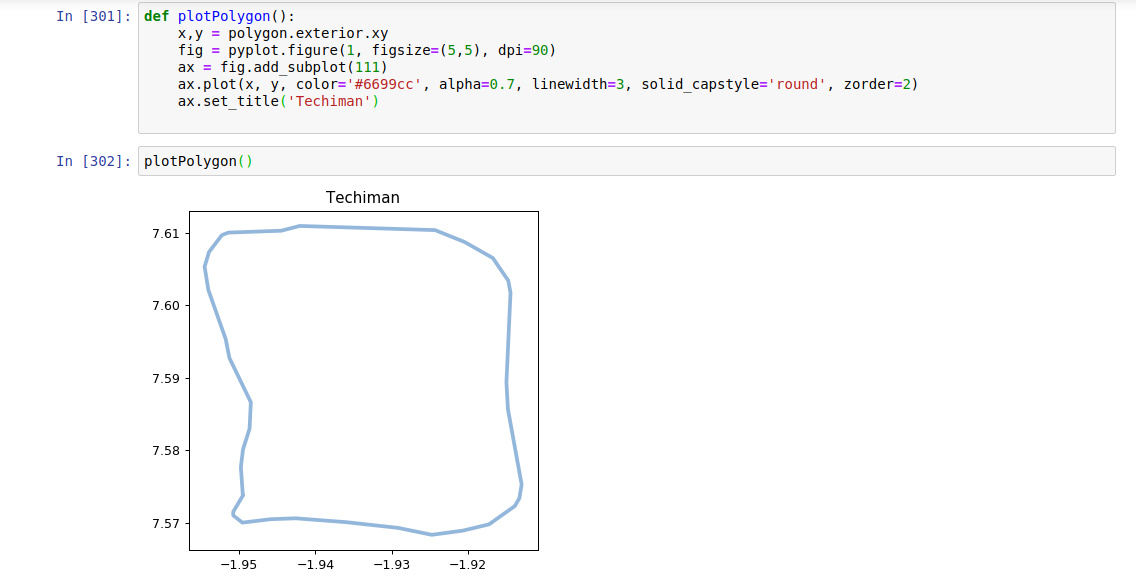 In [301]: def plotPolygon():
    x,y = polygon.exterior.xy
    fig = pyplot.figure(1, figsize=(5,5), dpi=90)
    ax = fig.add_subplot(111)
    ax.plot(x, y, color='#6699cc', alpha=0.7, linewidth=3, solid_capstyle='round', zorder=2)
    ax.set_title('Techiman')
In [302]: plotPolygon()
Techiman
7.61
7.60
7.59
7.58
7.57
−1.95 −1.94 −1.93 −1.92